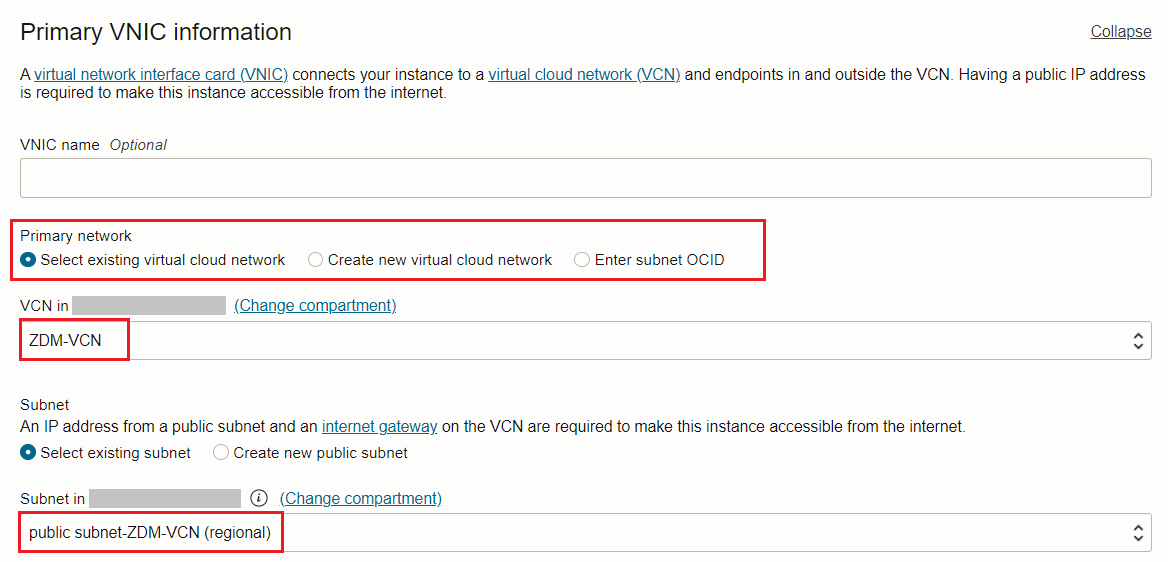 Primary VNIC information
Collapse
A virtual network interface card (VNIC) connects your instance to a virtual cloud network (VCN) and endpoints in and outside the VCN. Having a public IP address
is required to make this instance accessible from the internet.
VNIC name Optional
Primary network
Select existing virtual cloud network Create new virtual cloud network Enter subnet OCID
VCN in (Change compartment)
ZDM-VCN
Subnet
An IP address from a public subnet and an internet gateway on the VCN are required to make this instance accessible from the internet.
Select existing subnet Create new public subnet
Subnet in (Change compartment)
public subnet-ZDM-VCN (regional)